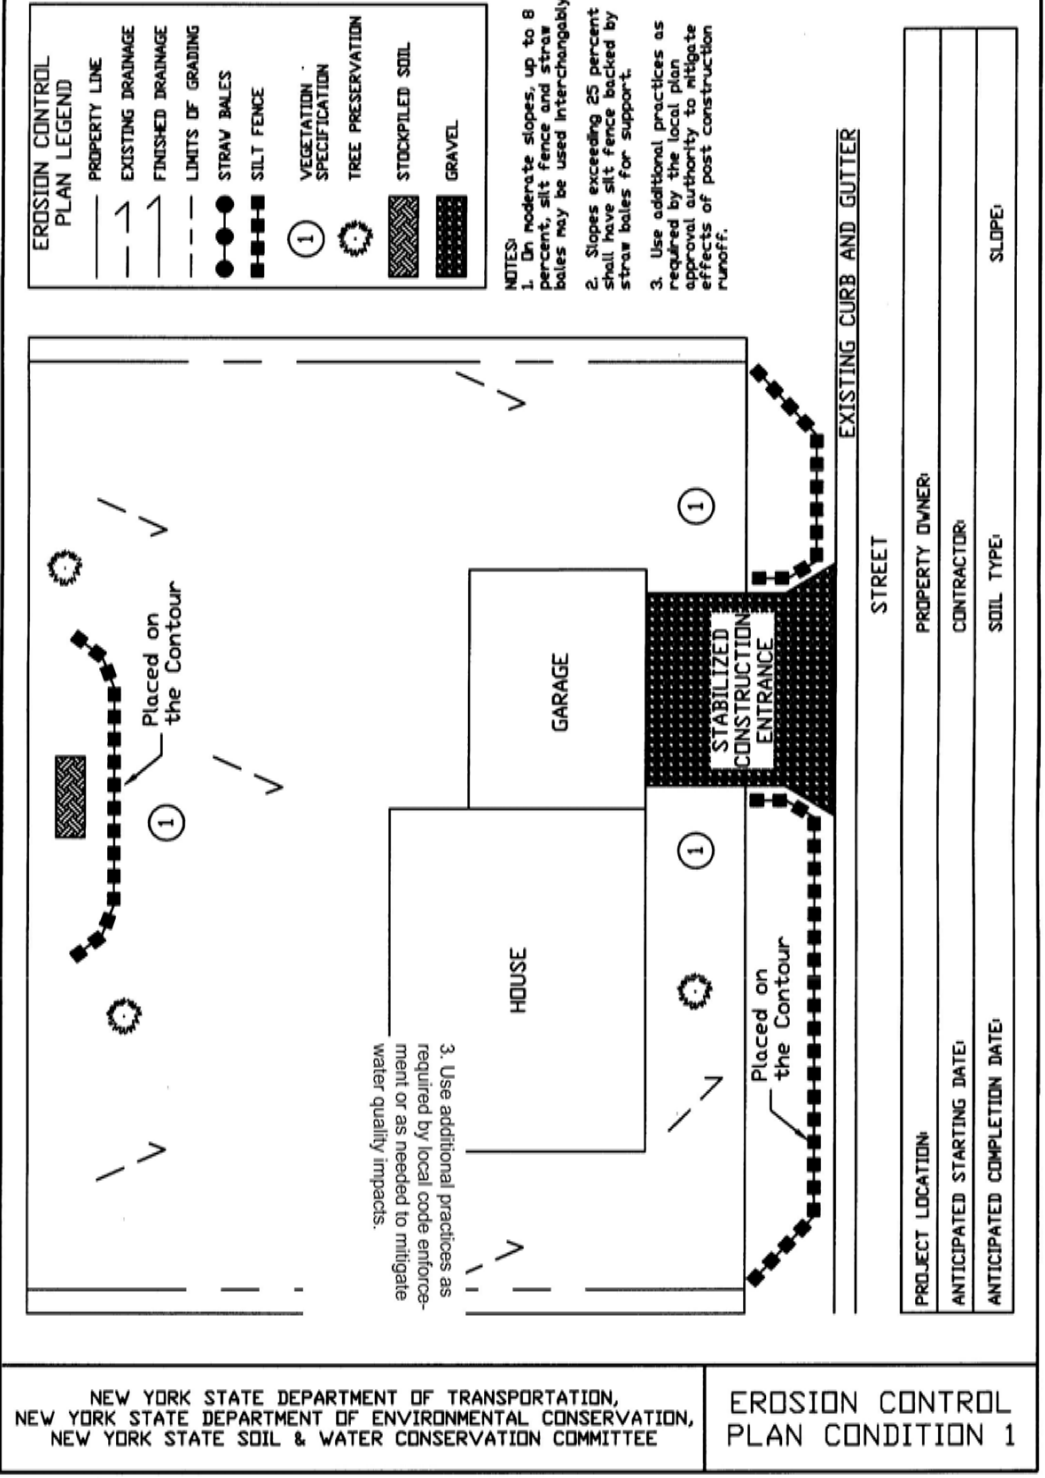 EROSION CONTROL
PLAN LEGEND
PROPERTY LINE
EXISTING DRAINAGE
FINISHED DRAINAGE
LIMITS OF GRADING
STRAW BALES
SILT FENCE
1
VEGETATION
SPECIFICATION
TREE PRESERVATION
STOCKPILED SOIL
GRAVEL
NOTES:
1. On moderate slopes, up to 8
percent, silt fence and straw
bales may be used interchangably
2. Slopes exceeding 25 percent
shall have silt fence backed by
straw bales for support.
3. Use additional practices as
required by the local plan
approval authority to mitigate
effects of post construction
runoff.
Placed on
the Contour
1
HOUSE
GARAGE
3. Use additional practices as
required by local code enforce-
ment or as needed to mitigate
water quality impacts.
1
1
STABILIZED
CONSTRUCTION
ENTRANCE
Placed on
the Contour
EXISTING CURB AND GUTTER
STREET
PROJECT LOCATION:
PROPERTY OWNER:
ANTICIPATED STARTING DATE:
CONTRACTOR:
ANTICIPATED COMPLETION DATE:
SOIL TYPE:
SLOPE:
NEW YORK STATE DEPARTMENT OF TRANSPORTATION,
NEW YORK STATE DEPARTMENT OF ENVIRONMENTAL CONSERVATION,
NEW YORK STATE SOIL & WATER CONSERVATION COMMITTEE
EROSION CONTROL
PLAN CONDITION 1